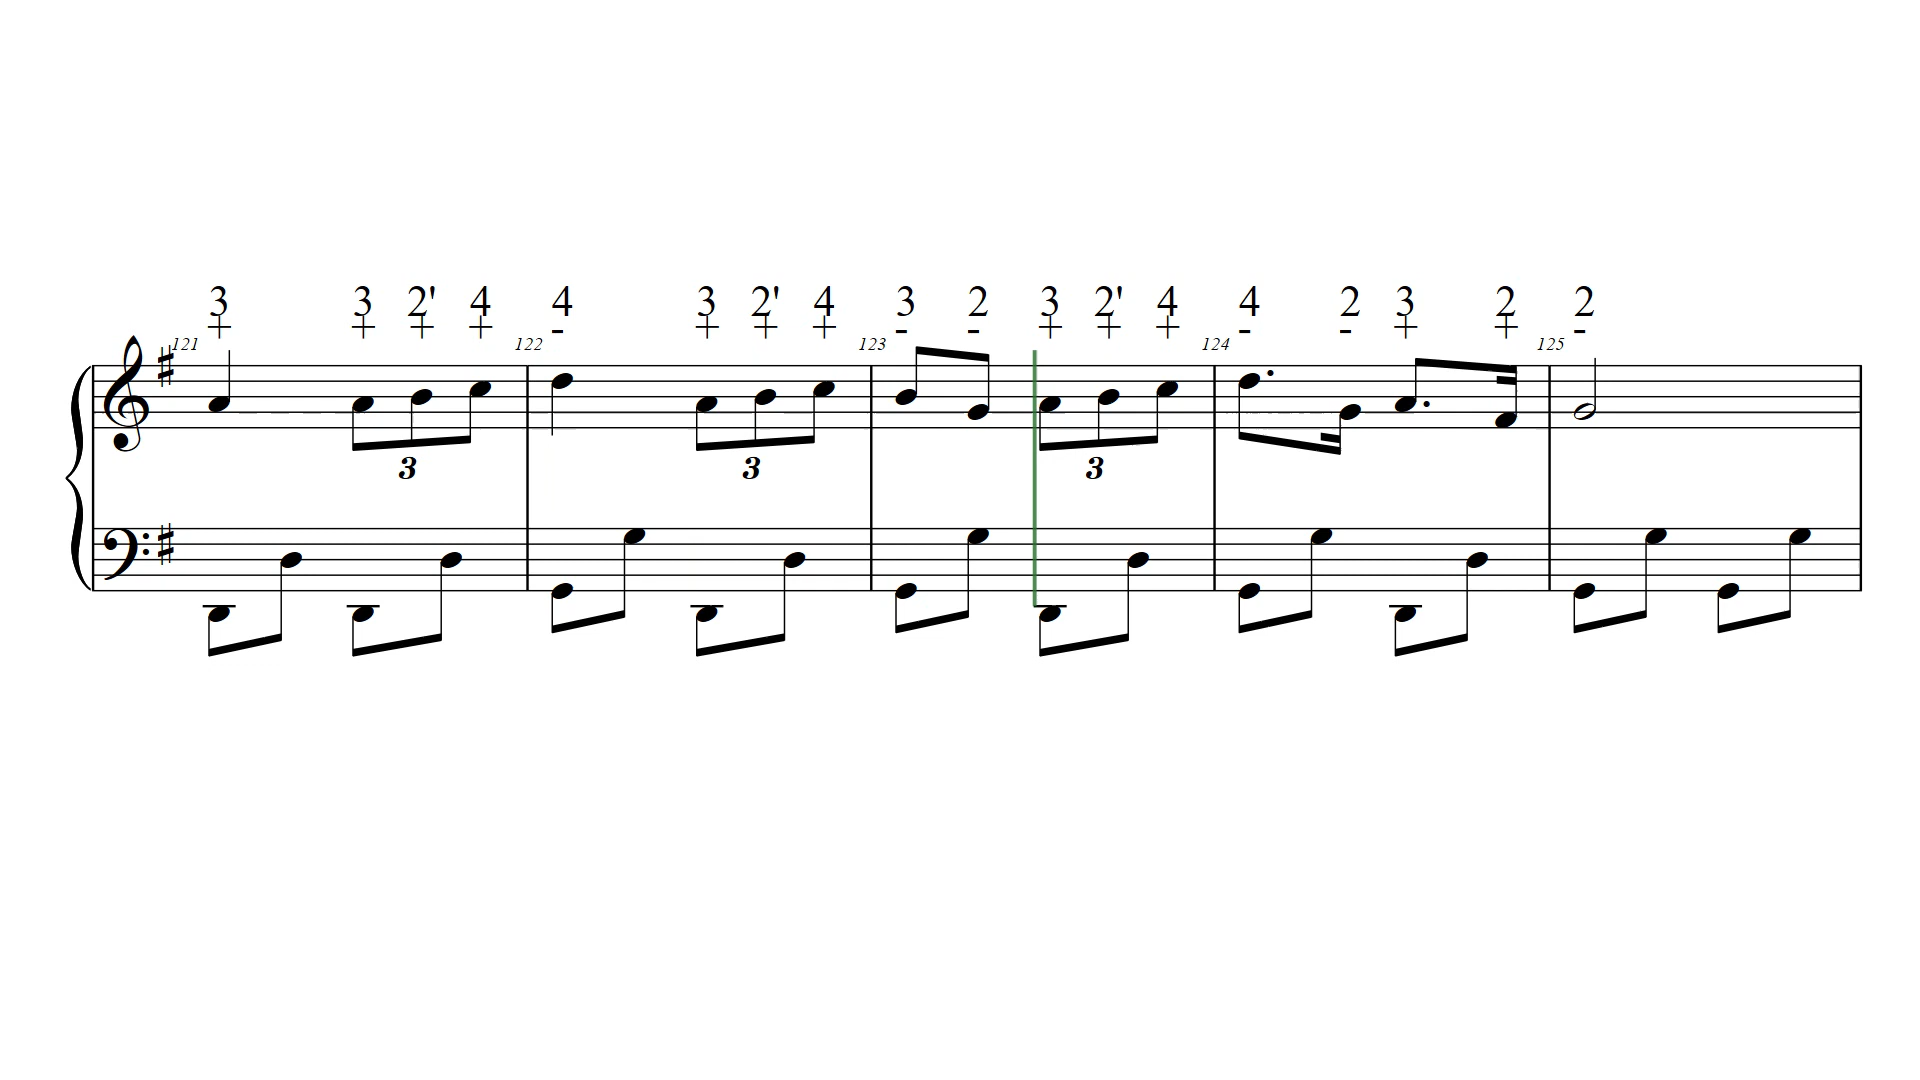 3 3 2' 4 4 3 2' 4 3 2 3 2' 4 4 2 3 2 2
+ + + + - + + + - - + + + - - + + -
121 122 123 124 125
3 3 3